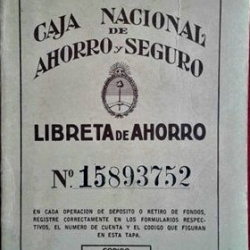 CAJA NACIONAL
DE
AHORRO y SEGURO
LIBRETA DE AHORRO
Nº 15893752
EN CADA OPERACION DE DEPOSITO O RETIRO DE FONDOS,
REGISTRE CORRECTAMENTE EN LOS FORMULARIOS RESPEC-
TIVOS, EL NUMERO DE CUENTA Y EL CODIGO QUE FIGURAN
EN ESTA TAPA.
CODIGO